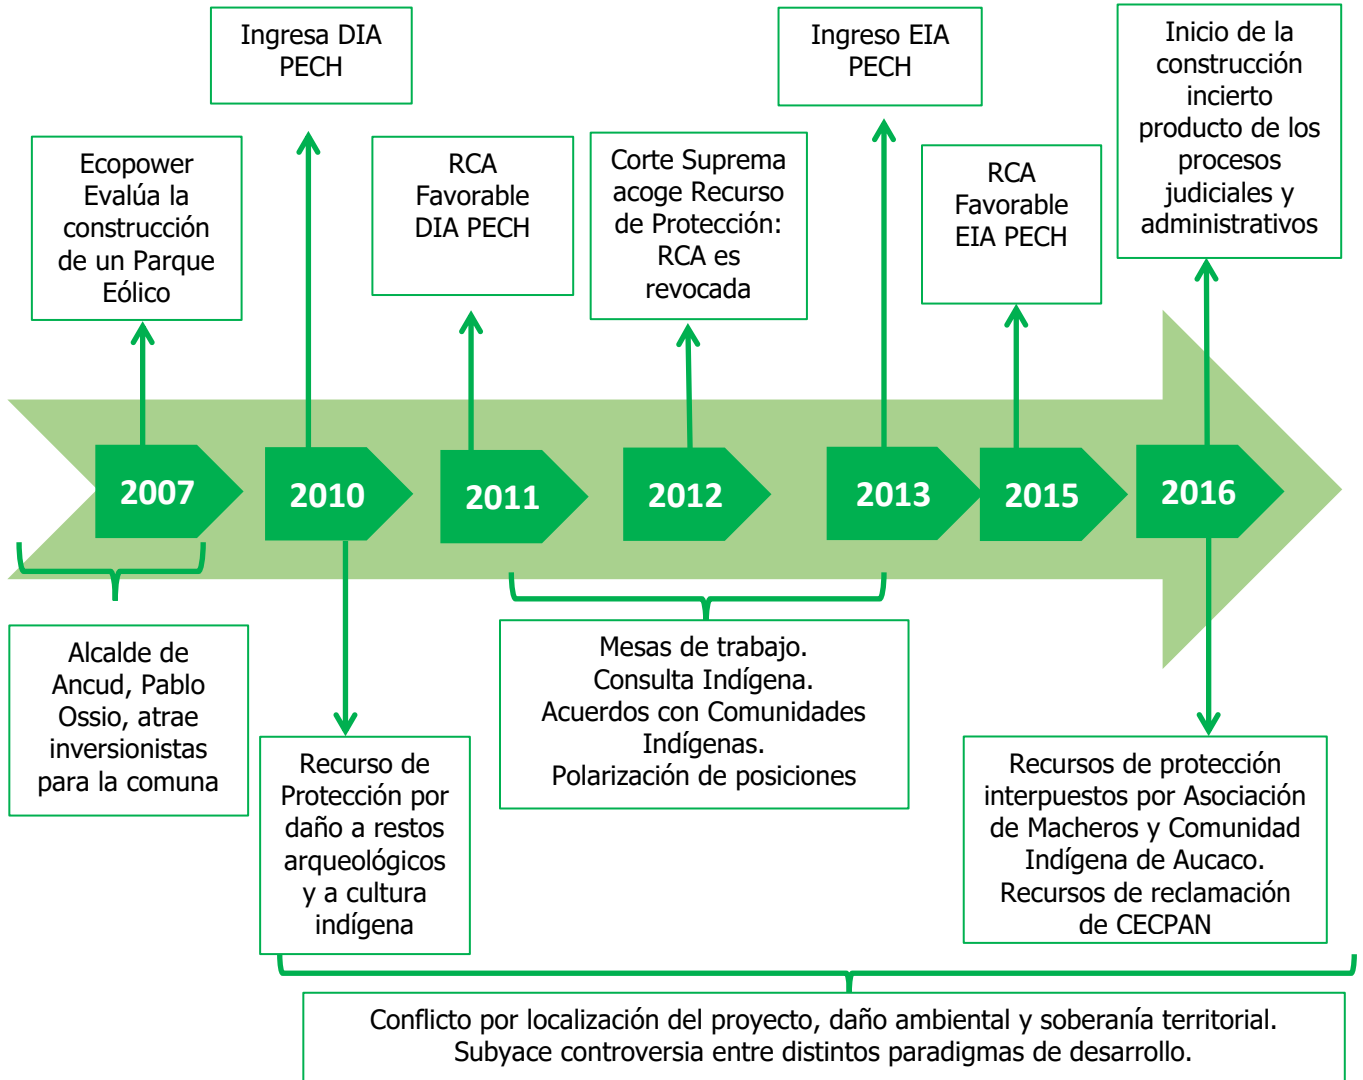 Ingresa DIA
PECH
Ingreso EIA
PECH
Inicio de la
construcción
incierto
producto de los
procesos
judiciales y
administrativos
Ecopower
Evalúa la
construcción
de un Parque
Eólico
RCA
Favorable
DIA PECH
Corte Suprema
acoge Recurso
de Protección:
RCA es
revocada
RCA
Favorable
EIA PECH
2007
2010
2011
2012
2013
2015
2016
Alcalde de
Ancud, Pablo
Ossio, atrae
inversionistas
para la comuna
Recurso de
Protección por
daño a restos
arqueológicos
y a cultura
indígena
Mesas de trabajo.
Consulta Indígena.
Acuerdos con Comunidades
Indígenas.
Polarización de posiciones
Recursos de protección
interpuestos por Asociación
de Macheros y Comunidad
Indígena de Aucaco.
Recursos de reclamación
de CECPAN
Conflicto por localización del proyecto, daño ambiental y soberanía territorial.
Subyace controversia entre distintos paradigmas de desarrollo.